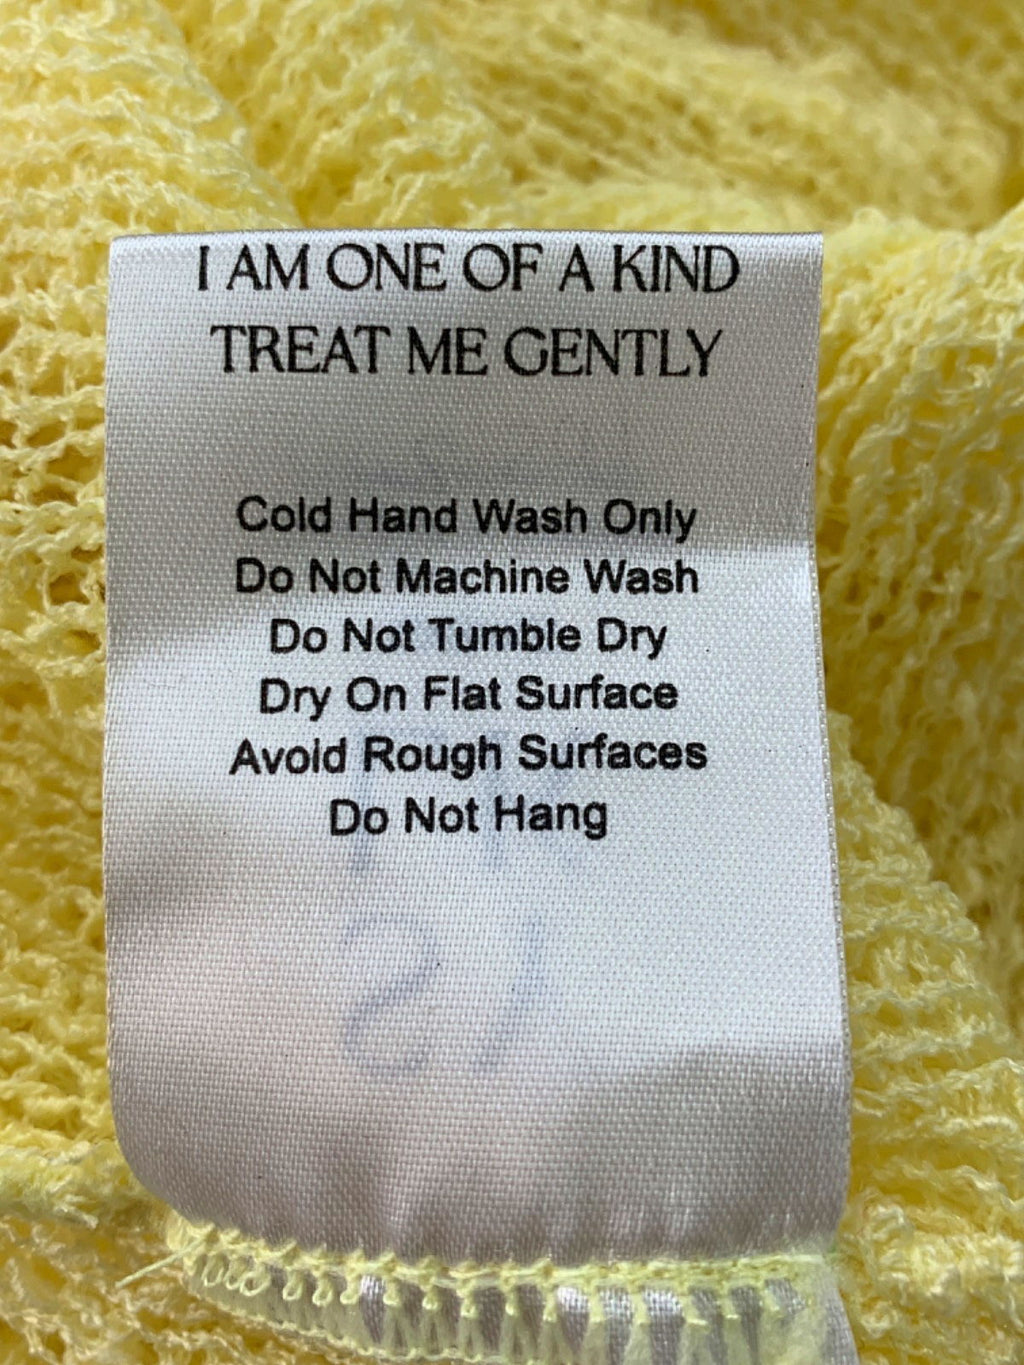 I AM ONE OF A KIND
TREAT ME GENTLY
Cold Hand Wash Only
Do Not Machine Wash
Do Not Tumble Dry
Dry On Flat Surface
Avoid Rough Surfaces
Do Not Hang